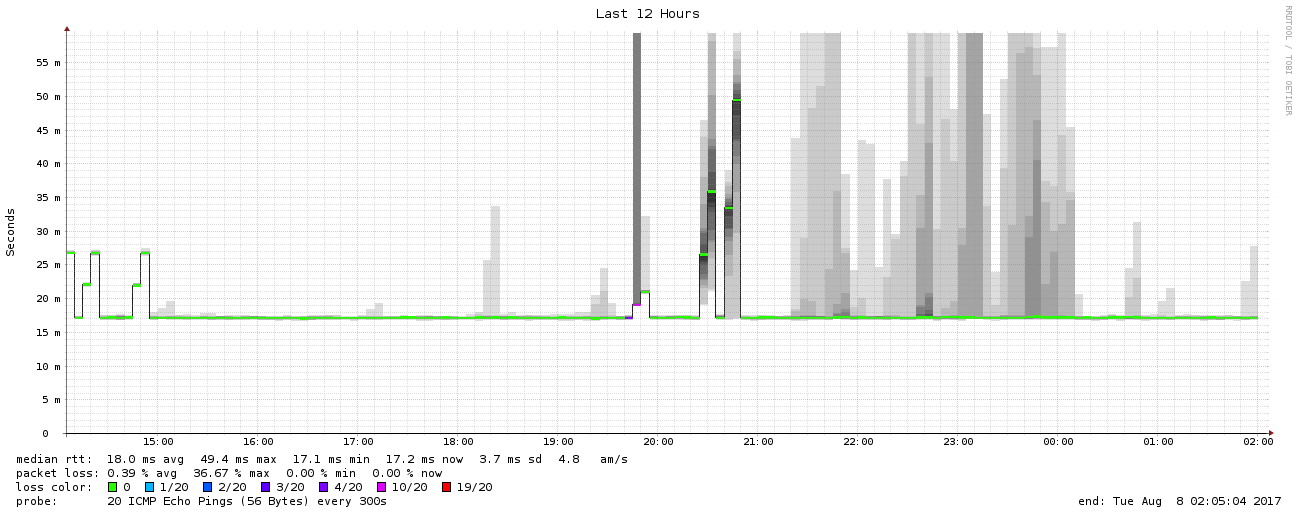 Last 12 Hours
RRDTOOL / TOBI OETIKER
Seconds
55 m
50 m
45 m
40 m
35 m
30 m
25 m
20 m
15 m
10 m
5 m
0
15:00 16:00 17:00 18:00 19:00 20:00 21:00 22:00 23:00 00:00 01:00 02:00
median rtt: 18.0 ms avg 49.4 ms max 17.1 ms min 17.2 ms now 3.7 ms sd 4.8 am/s
packet loss: 0.39 % avg 36.67 % max 0.00 % min 0.00 % now
loss color: 0 1/20 2/20 3/20 4/20 10/20 19/20
probe: 20 ICMP Echo Pings (56 Bytes) every 300s end: Tue Aug 8 02:05:04 2017